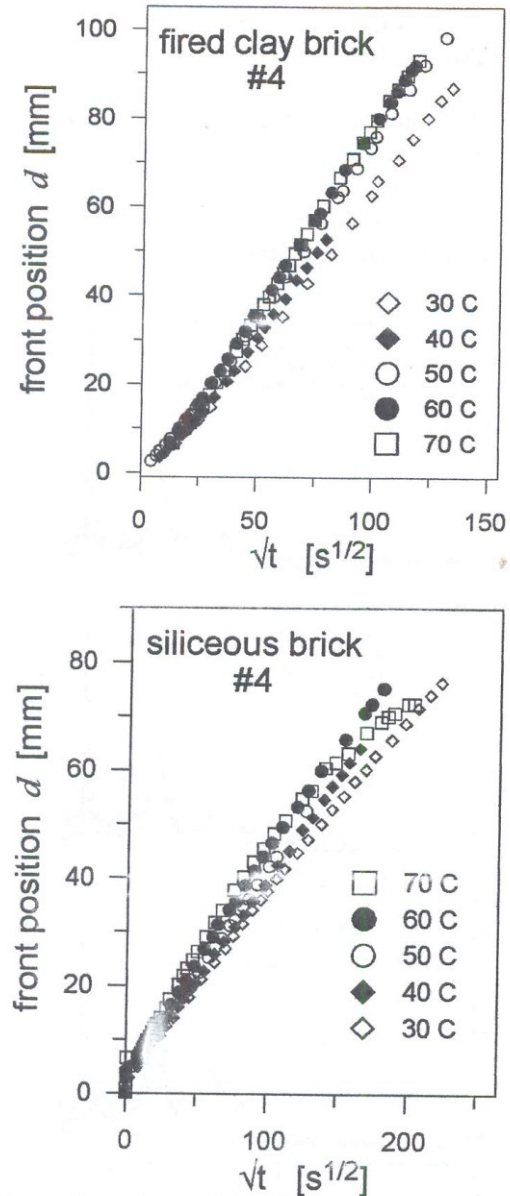 fired clay brick
#4
100
80
60
40
20
0
front position d [mm]
30 C
40 C
50 C
60 C
70 C
0 50 100 150
√t [s^{1/2}]
siliceous brick
#4
80
60
40
20
0
front position d [mm]
70 C
60 C
50 C
40 C
30 C
0 100 200
√t [s^{1/2}]